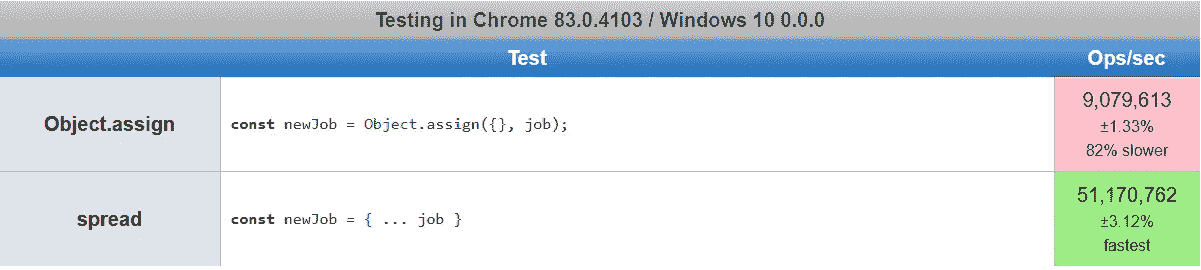 Testing in Chrome 83.0.4103 / Windows 10 0.0.0
Test Ops/sec
Object.assign const newJob = Object.assign({}, job); 9,079,613
±1.33%
82% slower
spread const newJob = { ... job } 51,170,762
±3.12%
fastest